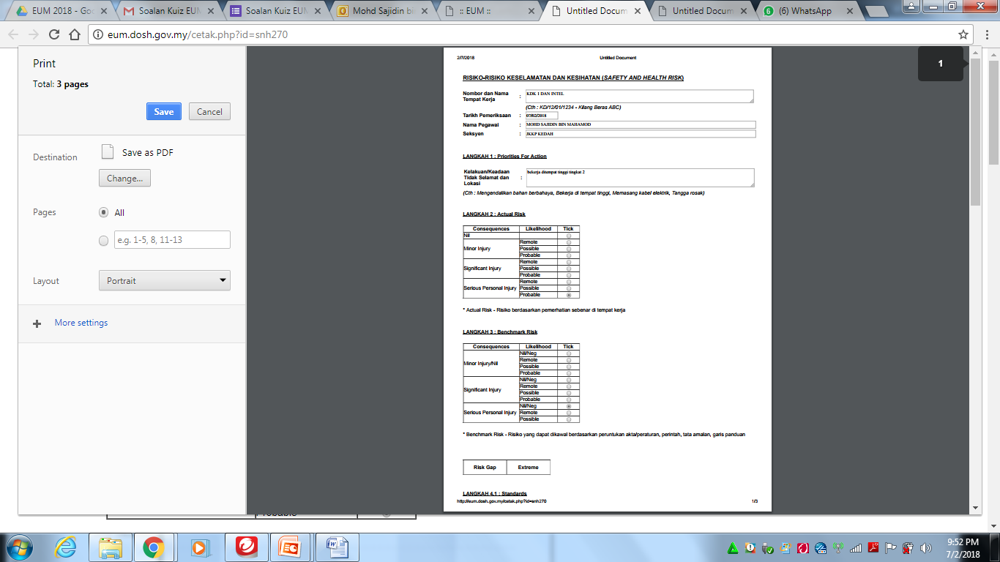 EUM 2018 - Goo
Soalan Kuiz EUM
Soalan Kuiz EUM
Mohd Sajidin bin
:: EUM ::
Untitled Docum
Untitled Docum
(6) WhatsApp
eum.dosh.gov.my/cetak.php?id=snh270
Print
Total: 3 pages
Save
Cancel
Destination
Save as PDF
Change...
Pages
All
e.g. 1-5, 8, 11-13
Layout
Portrait
More settings
1
2/7/2018 Untitled Document
RISIKO-RISIKO KESELAMATAN DAN KESIHATAN (SAFETY AND HEALTH RISK)
Nombor dan Nama
Tempat Kerja : KDK 1 DAN INTEL
(Cth : KD/12/01/1234 - Kilang Beras ABC)
Tarikh Pemeriksaan : 07/02/2018
Nama Pegawai : MOHD SAJIDIN BIN MAHAMOD
Seksyen : JKKP KEDAH
LANGKAH 1 : Priorities For Action
Kelakuan/Keadaan
Tidak Selamat dan
Lokasi : bekerja ditempat tinggi tingkat 2
(Cth : Mengendalikan bahan berbahaya, Bekerja di tempat tinggi, Memasang kabel elektrik, Tangga rosak)
LANGKAH 2 : Actual Risk
Consequences Likelihood Tick
Nil
Remote
Minor Injury Possible
Probable
Remote
Significant Injury Possible
Probable
Remote
Serious Personal Injury Possible
Probable
* Actual Risk - Risiko berdasarkan pemerhatian sebenar di tempat kerja
LANGKAH 3 : Benchmark Risk
Consequences Likelihood Tick
Nil/Neg
Remote
Minor Injury/Nil
Possible
Probable
Nil/Neg
Remote
Significant Injury
Possible
Probable
Nil/Neg
Serious Personal Injury Remote
Possible
* Benchmark Risk - Risiko yang dapat dikawal berdasarkan peruntukan akta/peraturan, perintah, tata amalan, garis panduan
Risk Gap Extreme
LANGKAH 4.1 : Standards
http://eum.dosh.gov.my/cetak.php?id=snh270 1/3
Probable
9:52 PM
7/2/2018